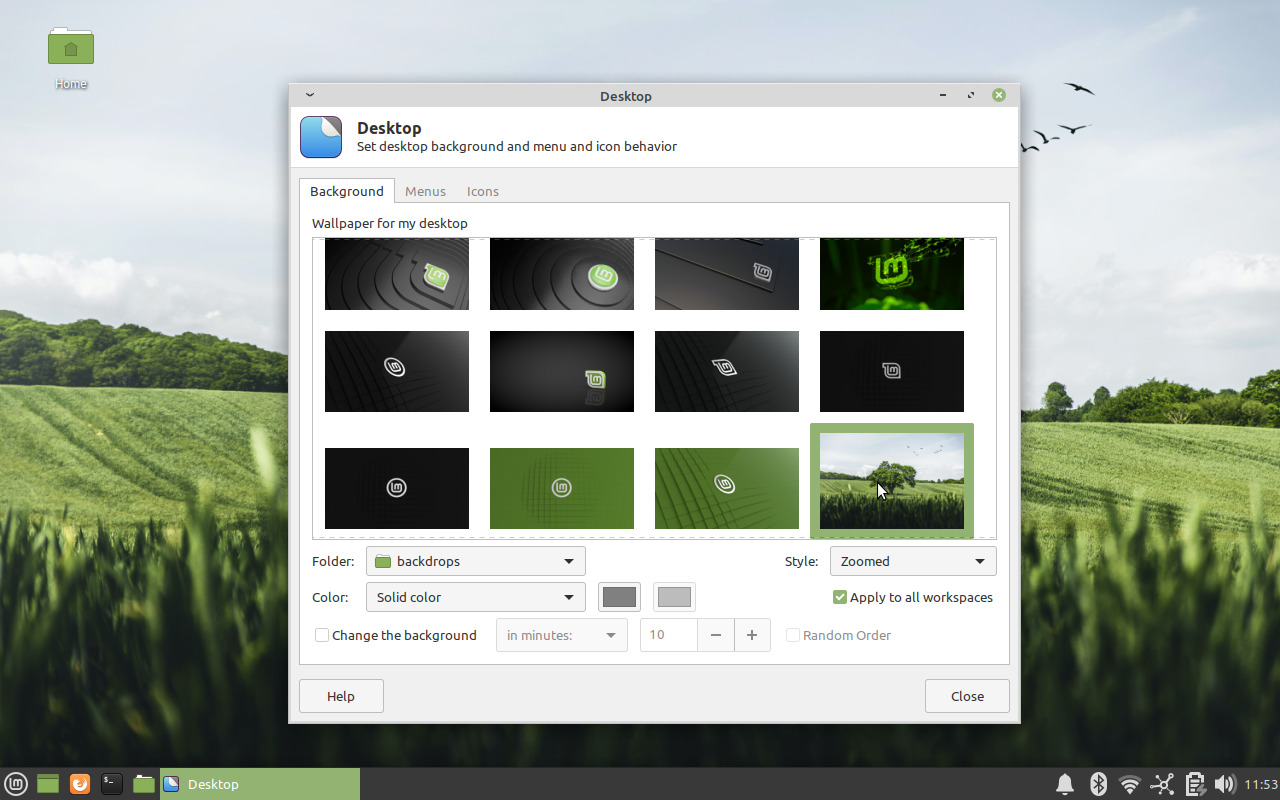 Home
Desktop
Desktop
Set desktop background and menu and icon behavior
Background Menus Icons
Wallpaper for my desktop
Folder: backdrops Style: Zoomed
Color: Solid color Apply to all workspaces
Change the background in minutes: 10 Random Order
Help Close
Desktop 11:53